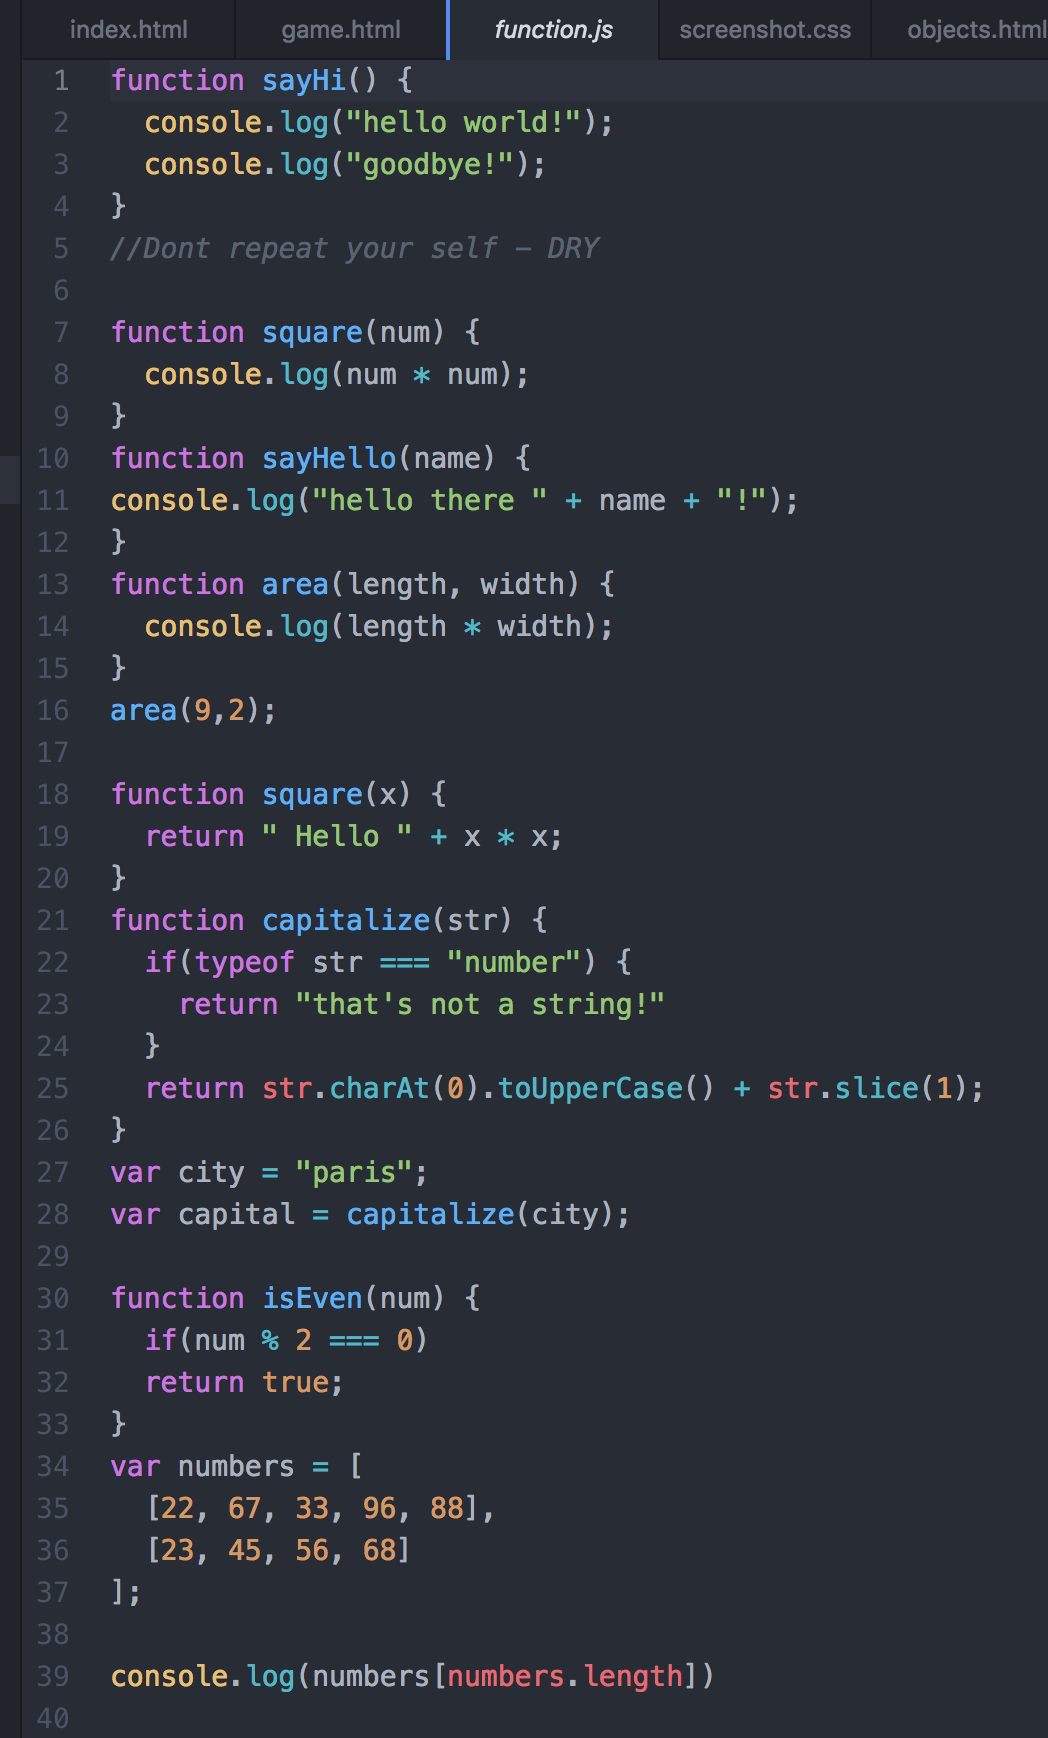 index.html game.html function.js screenshot.css objects.html
1 function sayHi() {
2   console.log("hello world!");
3   console.log("goodbye!");
4 }
5 //Dont repeat your self – DRY
6
7 function square(num) {
8   console.log(num * num);
9 }
10 function sayHello(name) {
11 console.log("hello there " + name + "!");
12 }
13 function area(length, width) {
14   console.log(length * width);
15 }
16 area(9,2);
17
18 function square(x) {
19   return " Hello " + x * x;
20 }
21 function capitalize(str) {
22   if(typeof str === "number") {
23     return "that's not a string!"
24   }
25   return str.charAt(0).toUpperCase() + str.slice(1);
26 }
27 var city = "paris";
28 var capital = capitalize(city);
29
30 function isEven(num) {
31   if(num % 2 === 0)
32   return true;
33 }
34 var numbers = [
35   [22, 67, 33, 96, 88],
36   [23, 45, 56, 68]
37 ];
38
39 console.log(numbers[numbers.length])
40